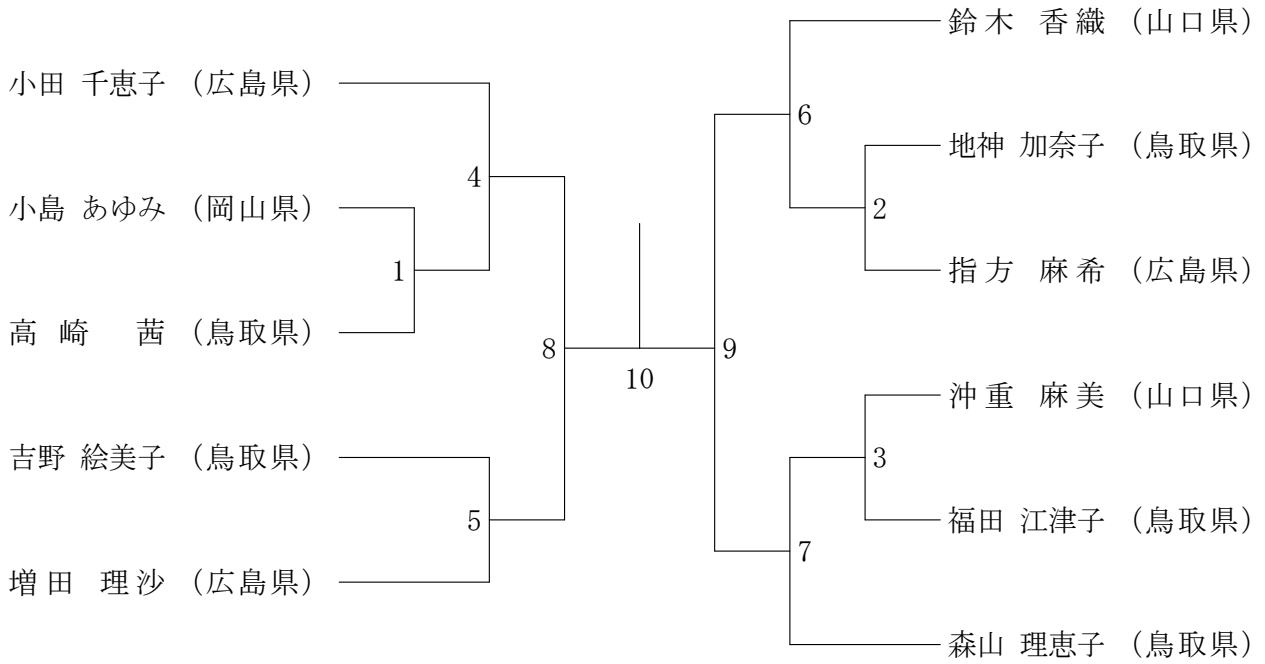 小田 千恵子 （広島県）
4
小島 あゆみ （岡山県）
1
高崎 茜 （鳥取県）
8
吉野 絵美子 （鳥取県）
5
増田 理沙 （広島県）
10
鈴木 香織 （山口県）
6
地神 加奈子 （鳥取県）
2
指方 麻希 （広島県）
9
沖重 麻美 （山口県）
3
福田 江津子 （鳥取県）
7
森山 理恵子 （鳥取県）